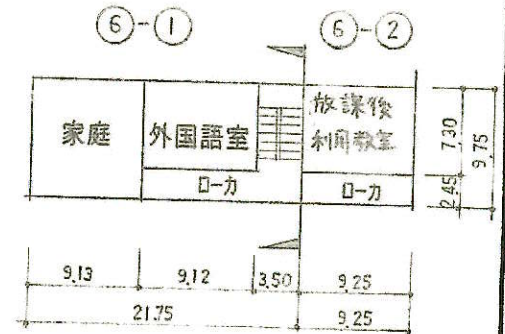 ⑥-①
⑥-②
家庭
外国語室
放課後
利用教室
ローカ
ローカ
7.30
2.45
9.75
9.13
9.12
3.50
9.25
21.75
9.25